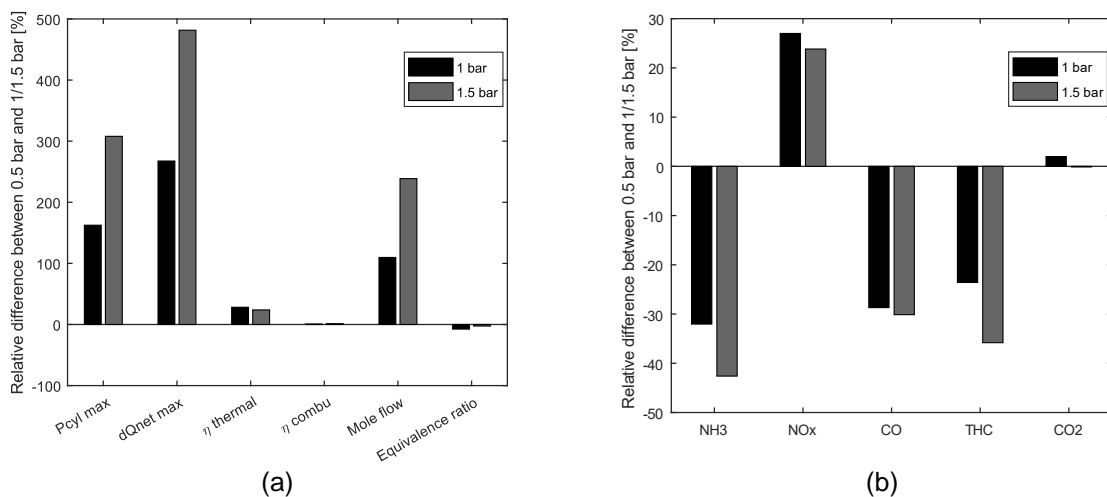 Relative difference between 0.5 bar and 1/1.5 bar [%]
500
400
300
200
100
0
-100
1 bar
1.5 bar
Pcyl max
dQnet max
η thermal
η combu
Mole flow
Equivalence ratio
(a)
Relative difference between 0.5 bar and 1/1.5 bar [%]
30
20
10
0
-10
-20
-30
-40
-50
1 bar
1.5 bar
NH3
NOx
CO
THC
CO2
(b)